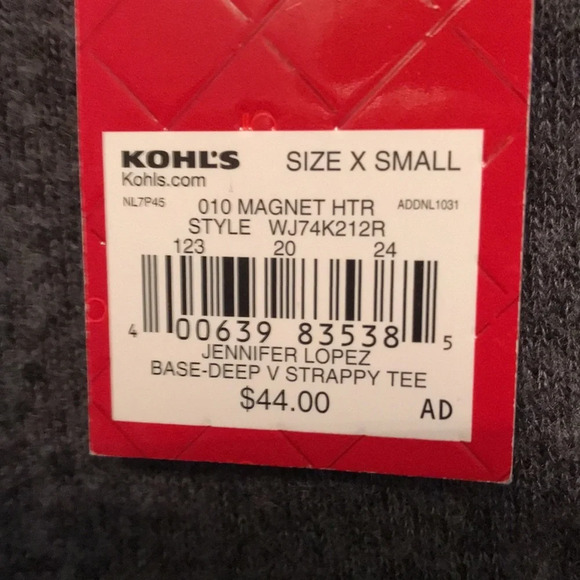 KOHL'S SIZE X SMALL
Kohls.com
NL7P45 010 MAGNET HTR ADDNL1031
STYLE WJ74K212R
123 20 24
4 00639 83538 5
JENNIFER LOPEZ
BASE-DEEP V STRAPPY TEE
$44.00 AD